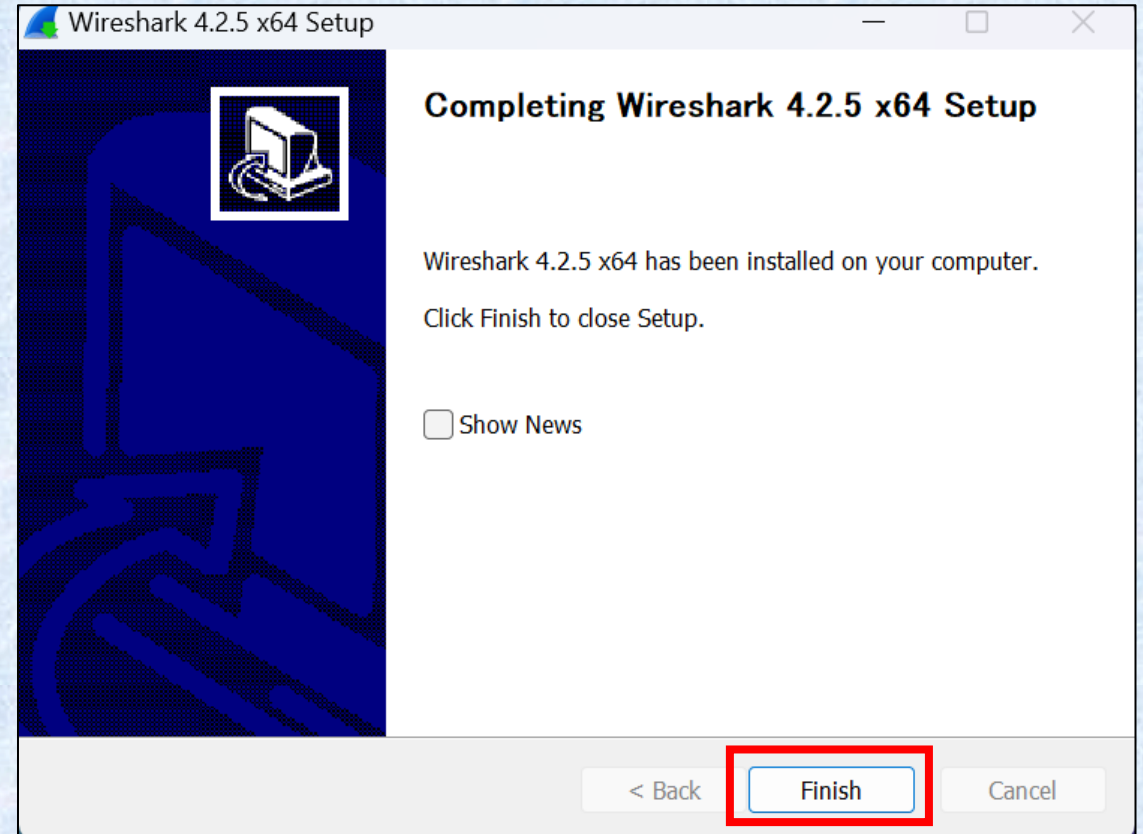 Wireshark 4.2.5 x64 Setup
Completing Wireshark 4.2.5 x64 Setup
Wireshark 4.2.5 x64 has been installed on your computer.
Click Finish to close Setup.
Show News
< Back
Finish
Cancel